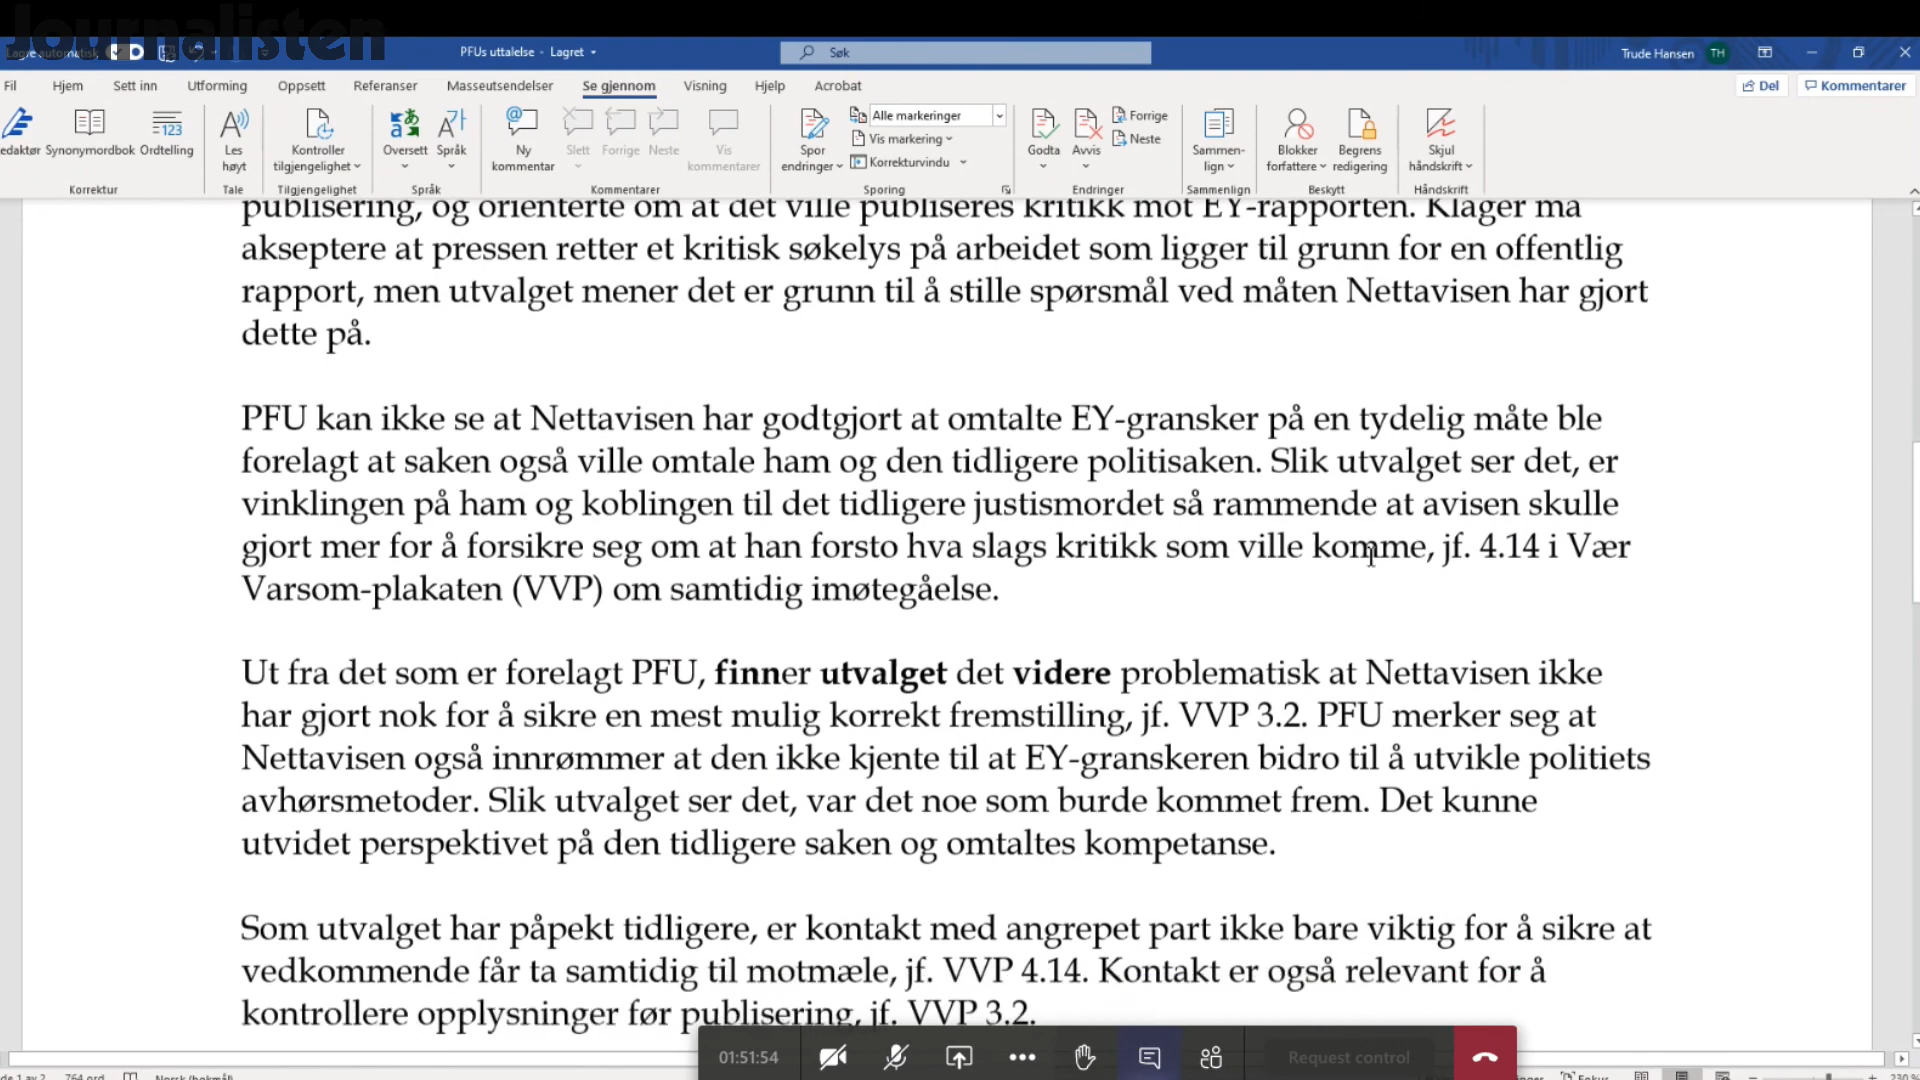 Journalisten
Lagre automatisk
PFUs uttalelse - Lagret
Søk
Trude Hansen TH
Fil Hjem Sett inn Utforming Oppsett Referanser Masseutsendelser Se gjennom Visning Hjelp Acrobat Del Kommentarer
Synonymordbok Ordtelling
Les høyt
Kontroller tilgjengelighet
Oversett Språk
Ny kommentar Slett Forrige Neste Vis kommentarer
Spor endringer Alle markeringer
Vis markering
Korrekturvindu
Godta Avvis Forrige
Neste
Sammenlign
Blokker forfattere Begrens redigering
Skjul håndskrift
Korrektur Tale Tilgjengelighet Språk Kommentarer Sporing Endringer Sammenlign Beskytt Håndskrift
publisering, og orienterte om at det ville publiseres kritikk mot EY-rapporten. Klager må
akseptere at pressen retter et kritisk søkelys på arbeidet som ligger til grunn for en offentlig
rapport, men utvalget mener det er grunn til å stille spørsmål ved måten Nettavisen har gjort
dette på.
PFU kan ikke se at Nettavisen har godtgjort at omtalte EY-gransker på en tydelig måte ble
forelagt at saken også ville omtale ham og den tidligere politisaken. Slik utvalget ser det, er
vinklingen på ham og koblingen til det tidligere justismordet så rammende at avisen skulle
gjort mer for å forsikre seg om at han forsto hva slags kritikk som ville komme, jf. 4.14 i Vær
Varsom-plakaten (VVP) om samtidig imøtegåelse.
Ut fra det som er forelagt PFU, finner utvalget det videre problematisk at Nettavisen ikke
har gjort nok for å sikre en mest mulig korrekt fremstilling, jf. VVP 3.2. PFU merker seg at
Nettavisen også innrømmer at den ikke kjente til at EY-granskeren bidro til å utvikle politiets
avhørsmetoder. Slik utvalget ser det, var det noe som burde kommet frem. Det kunne
utvidet perspektivet på den tidligere saken og omtaltes kompetanse.
Som utvalget har påpekt tidligere, er kontakt med angrepet part ikke bare viktig for å sikre at
vedkommende får ta samtidig til motmæle, jf. VVP 4.14. Kontakt er også relevant for å
kontrollere opplysninger før publisering, jf. VVP 3.2.
01:51:54 Request control
764 ord Norsk (bokmål) Fokus 230 %